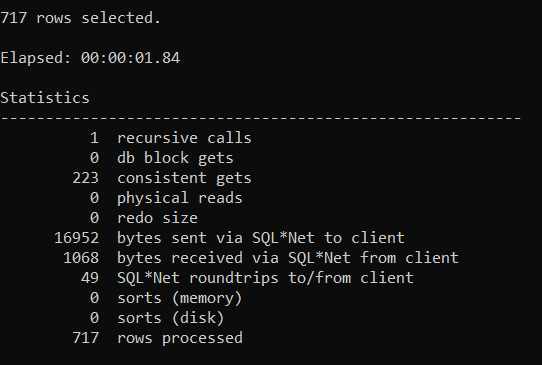 717 rows selected.
Elapsed: 00:00:01.84
Statistics
----------------------------------------------------------
1 recursive calls
0 db block gets
223 consistent gets
0 physical reads
0 redo size
16952 bytes sent via SQL*Net to client
1068 bytes received via SQL*Net from client
49 SQL*Net roundtrips to/from client
0 sorts (memory)
0 sorts (disk)
717 rows processed